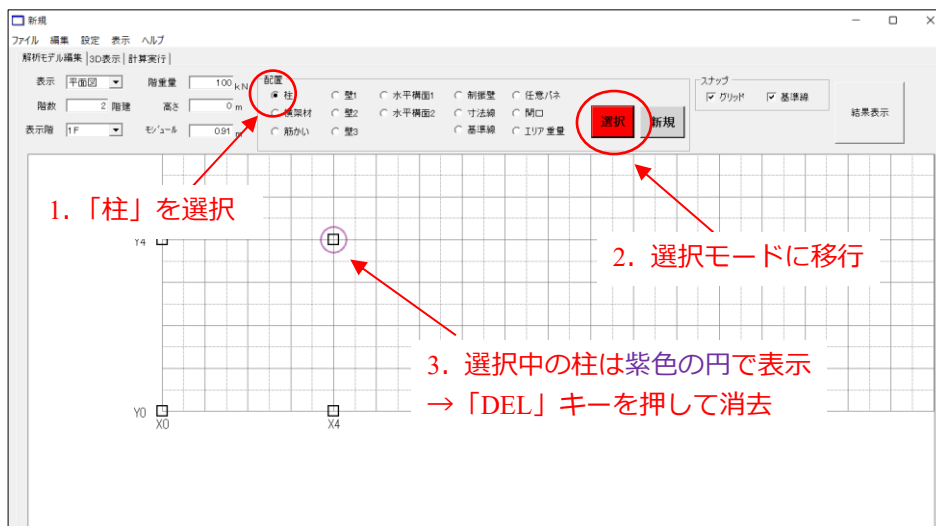 新規
ファイル 編集 設定 表示 ヘルプ
解析モデル編集 3D表示 計算実行
表示 平面図 階重量 100 kN
階数 2 階建 高さ 0 m
表示階 1F モジュール 0.91 m
配置
柱 壁1 水平構面1 制振壁 任意バネ
横架材 壁2 水平構面2 寸法線 開口
筋かい 壁3 基準線 エリア重量
選択 新規
スナップ
グリッド 基準線
結果表示
1. 「柱」を選択
Y4
2. 選択モードに移行
3. 選択中の柱は紫色の円で表示
→「DEL」キーを押して消去
Y0
X0 X4